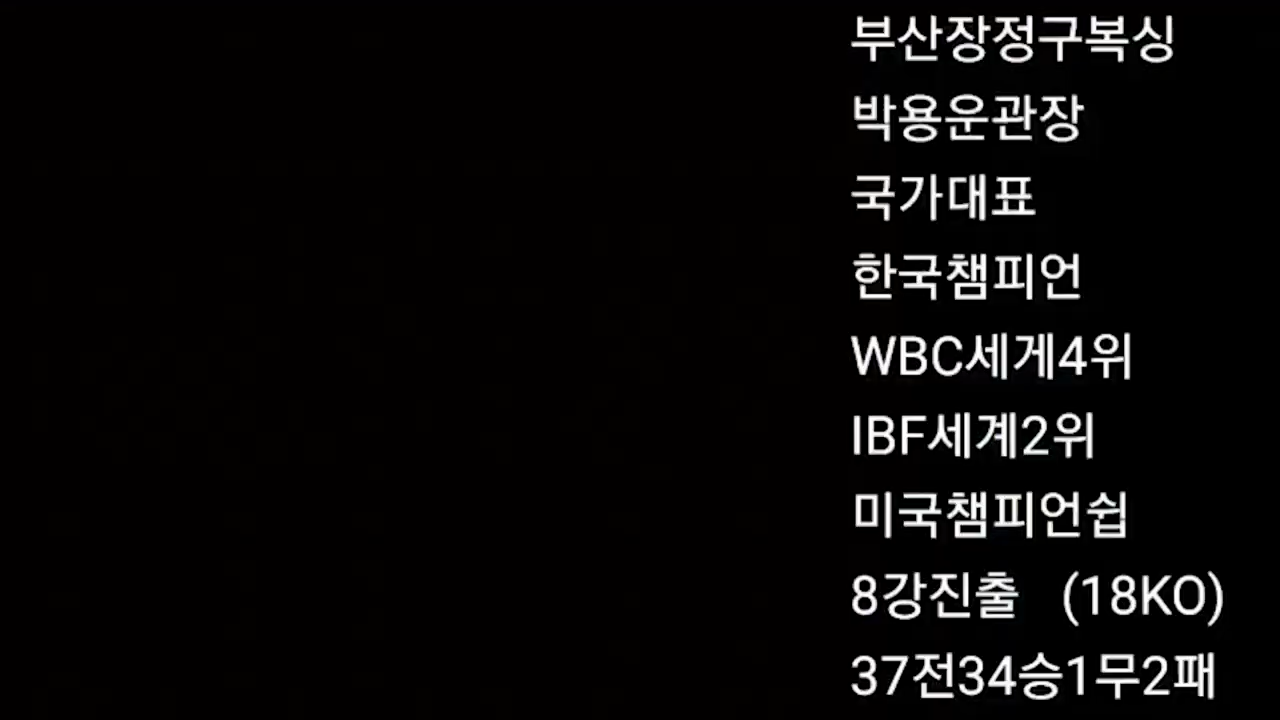 부산장정구복싱
박용운관장
국가대표
한국챔피언
WBC세게4위
IBF세계2위
미국챔피언쉽
8강진출 (18KO)
37전34승1무2패